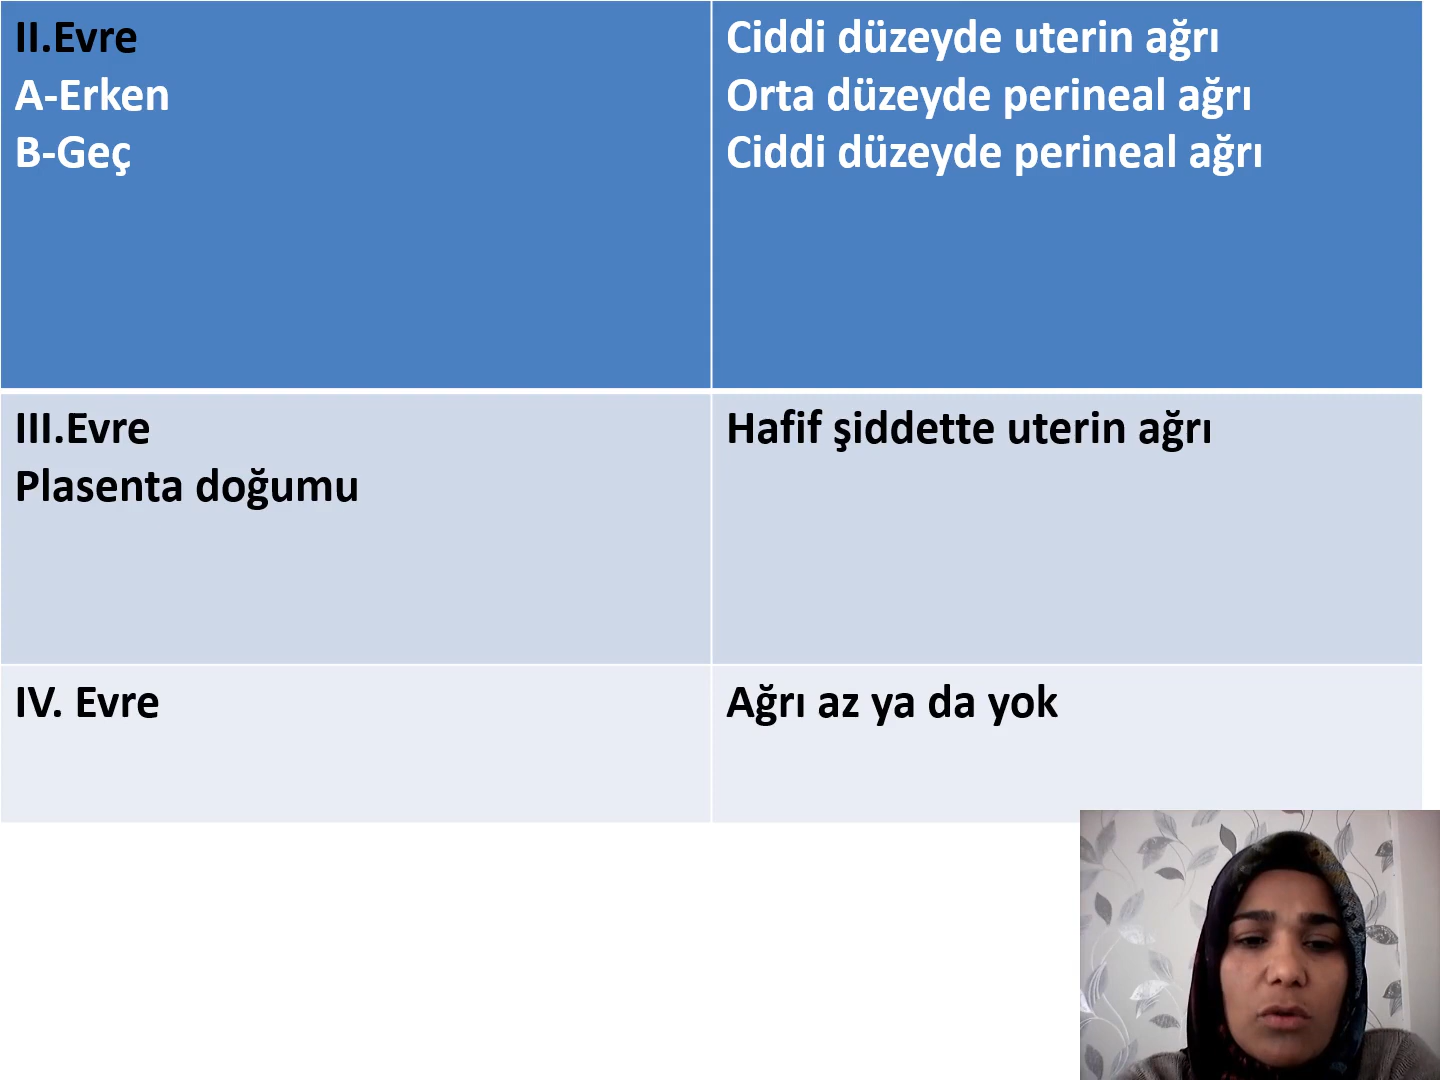 II.Evre
A-Erken
B-Geç
Ciddi düzeyde uterin ağrı
Orta düzeyde perineal ağrı
Ciddi düzeyde perineal ağrı
III.Evre
Plasenta doğumu
Hafif şiddette uterin ağrı
IV. Evre
Ağrı az ya da yok